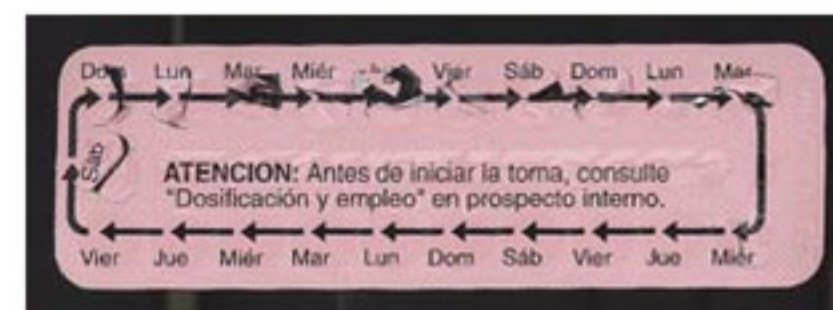 Dom Lun Mar Miér Jue Vier Sáb Dom Lun Mar
Sáb
ATENCION: Antes de iniciar la toma, consulte
"Dosificación y empleo" en prospecto interno.
Vier Jue Miér Mar Lun Dom Sáb Vier Jue Miér